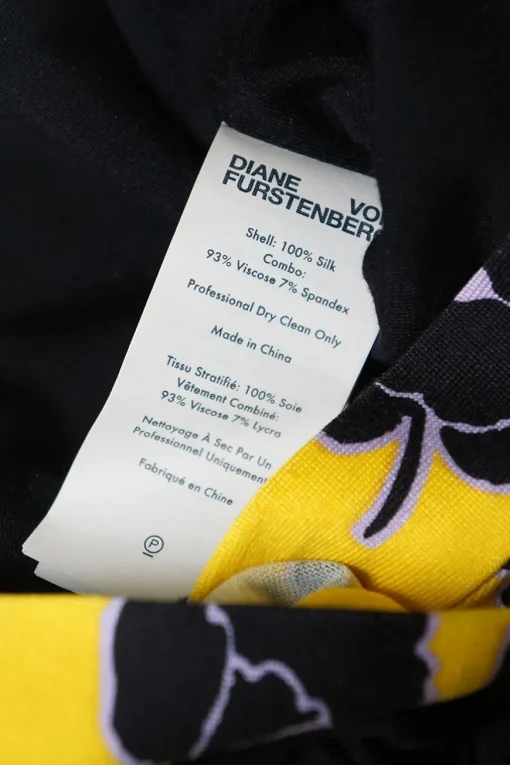 DIANE VO
FURSTENBER
Shell: 100% Silk
Combo:
93% Viscose 7% Spandex
Professional Dry Clean Only
Made in China
Tissu Stratifié: 100% Soie
Vêtement Combiné:
93% Viscose 7% Lycra
Nettoyage À Sec Par Un
Professionnel Uniquement
Fabriqué en Chine
P